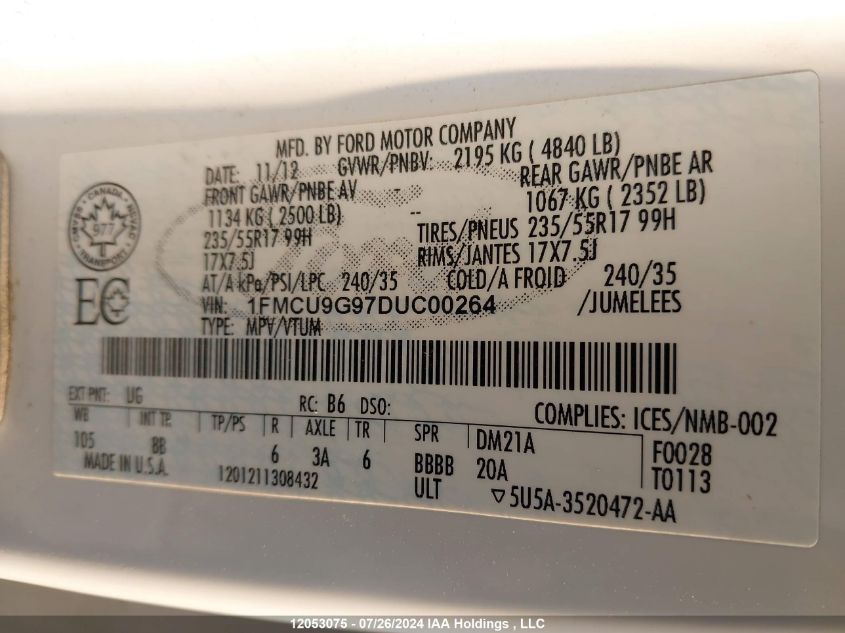 MFD. BY FORD MOTOR COMPANY
DATE: 11/12 GVWR/PNBV: 2195 KG ( 4840 LB)
FRONT GAWR/PNBE AV - REAR GAWR/PNBE AR
1134 KG ( 2500 LB) -- 1067 KG ( 2352 LB)
235/55R17 99H TIRES/PNEUS 235/55R17 99H
17X7.5J RIMS/JANTES 17X7.5J
AT/A kPa/PSI/LPC 240/35 COLD/A FROID 240/35
VIN: 1FMCU9G97DUC00264 /JUMELEES
TYPE: MPV/VTUM
CANADA
CMVSS NSVAC
977
TRANSPORT
EC
EXT PNT: UG RC: B6 DSO: COMPLIES: ICES/NMB-002
WB INT TR TP/PS R AXLE TR SPR DM21A F0028
105 BB 6 3A 6 BBBB 20A T0113
MADE IN U.S.A. 1201211308432 ULT ▽5U5A-3520472-AA
12053075 - 07/26/2024 IAA Holdings , LLC